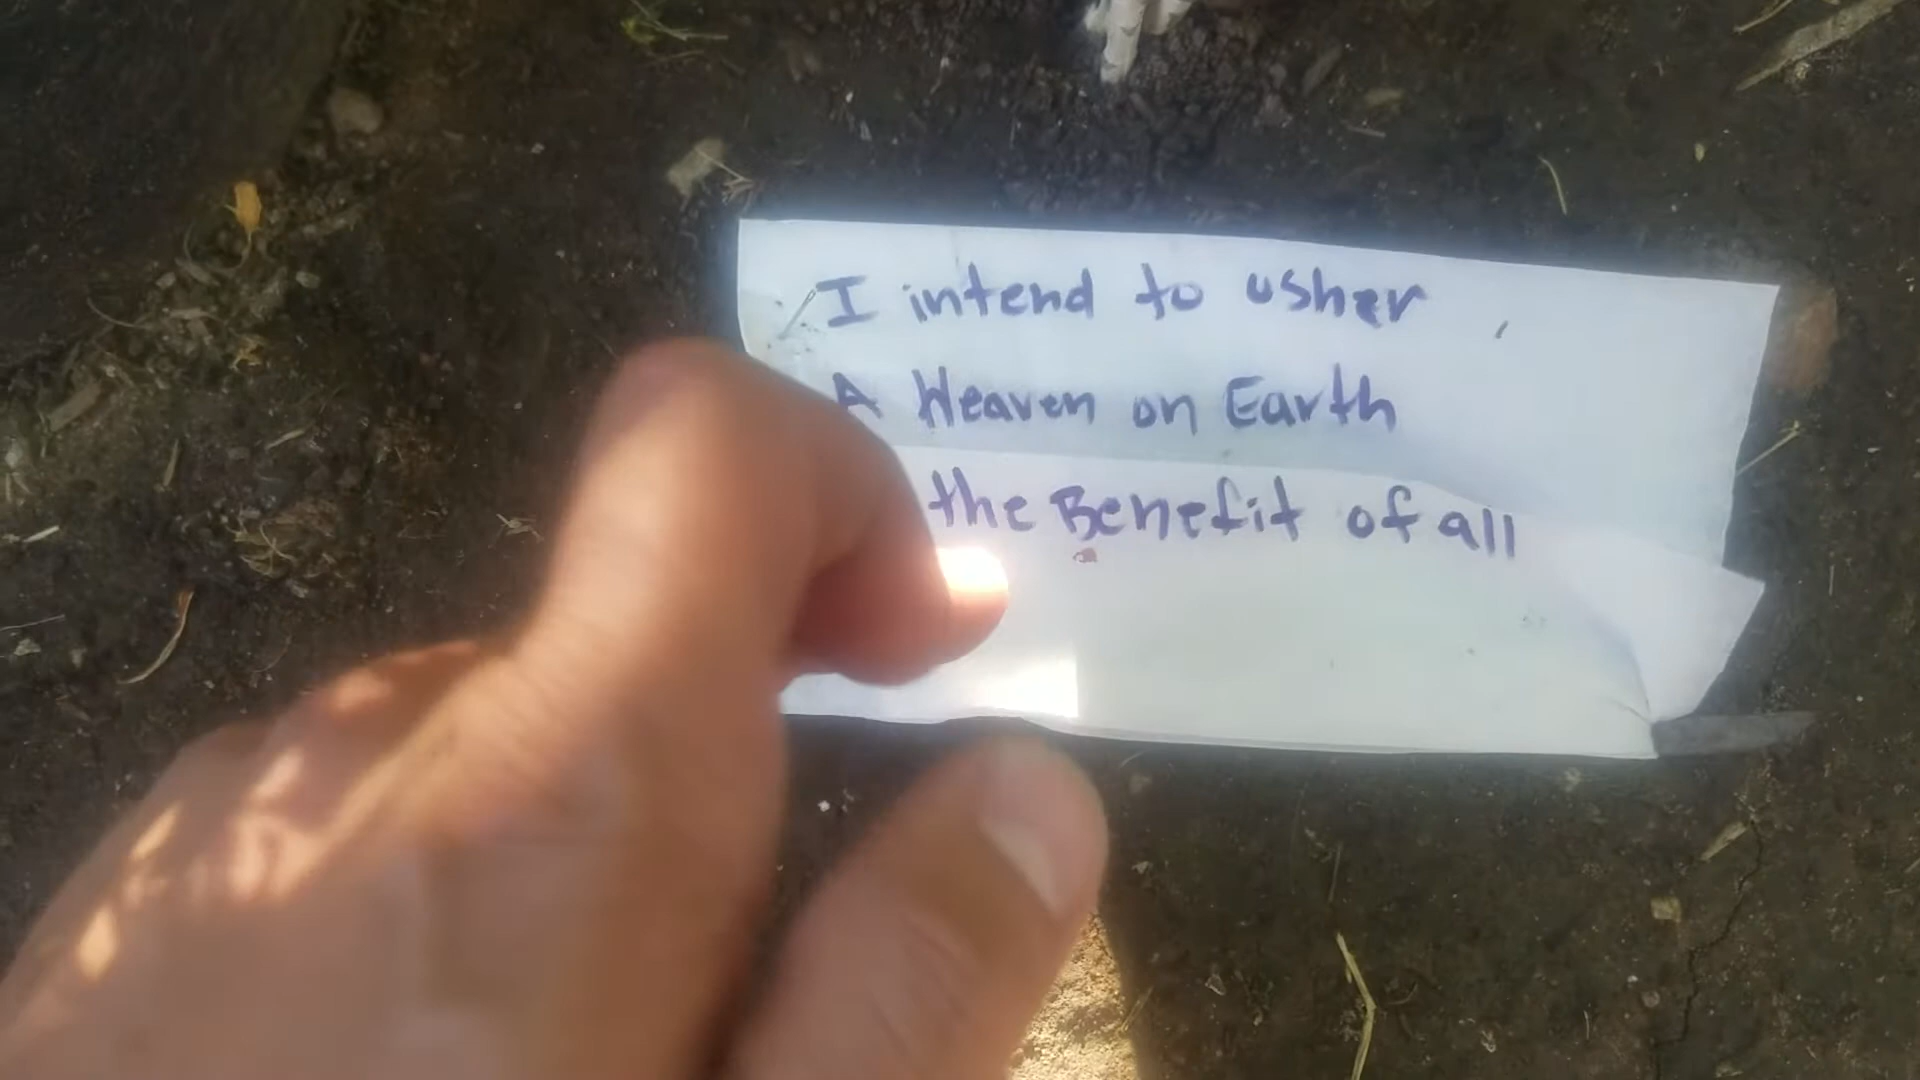 I intend to usher
A Heaven on Earth
the Benefit of all